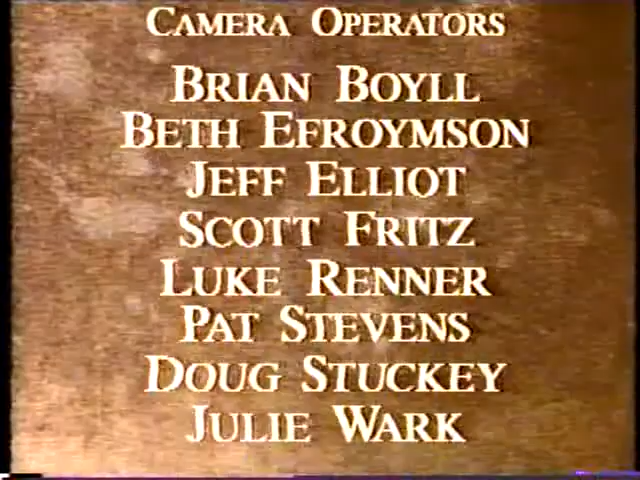 CAMERA OPERATORS
BRIAN BOYLL
BETH EFROYMSON
JEFF ELLIOT
SCOTT FRITZ
LUKE RENNER
PAT STEVENS
DOUG STUCKEY
JULIE WARK